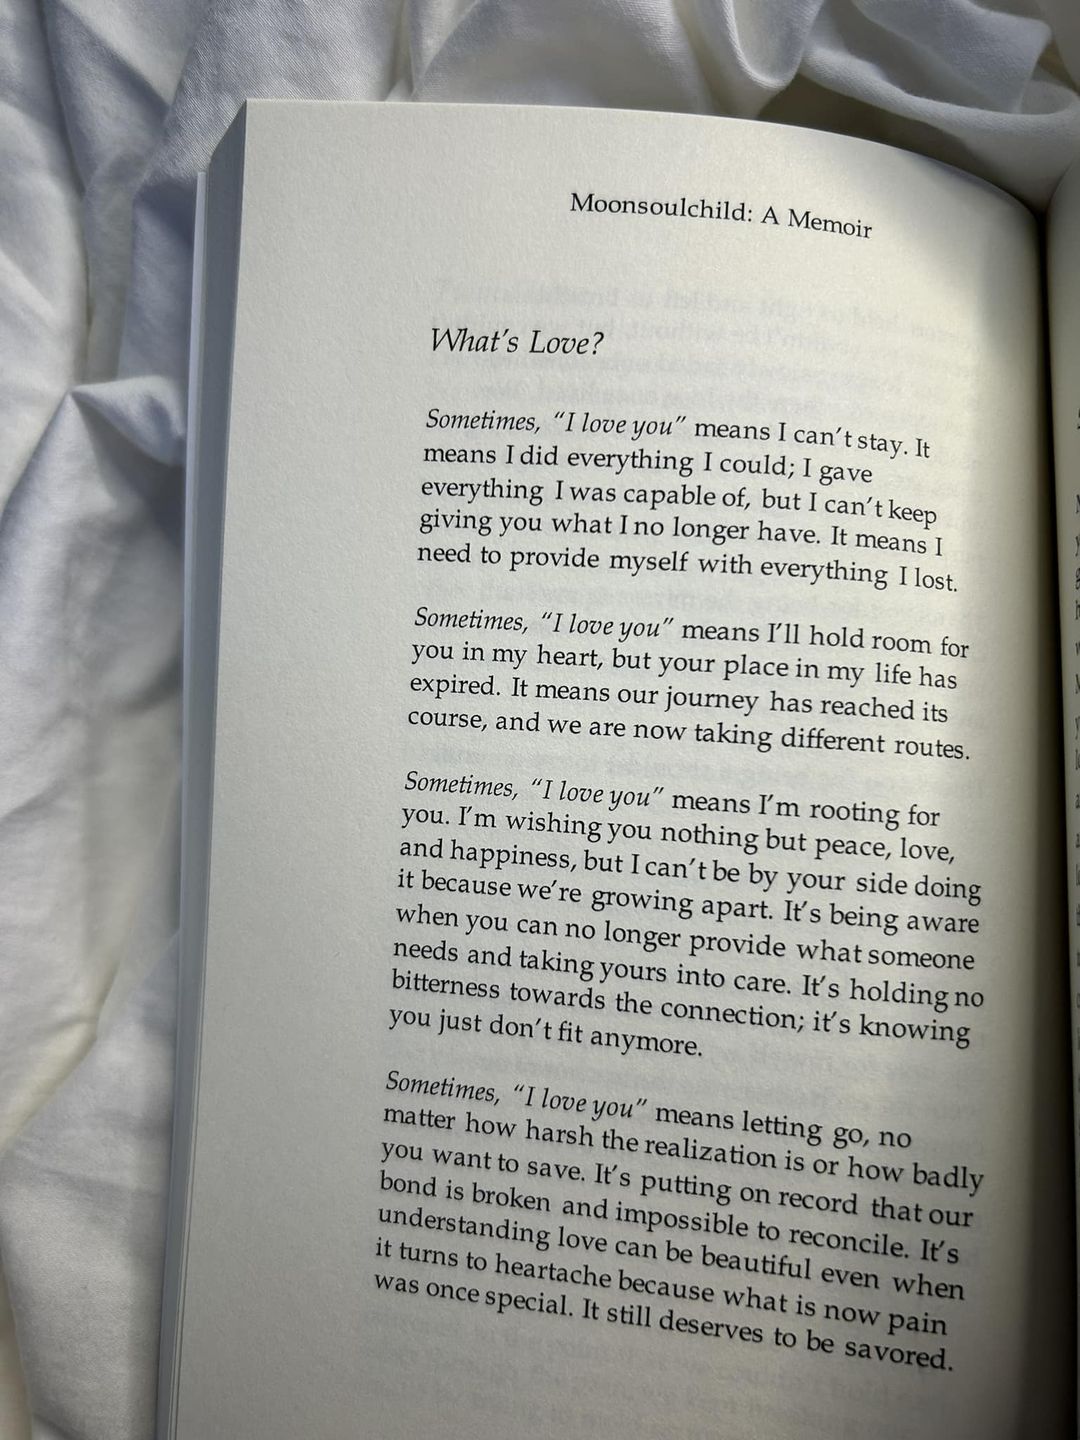 Moonsoulchild: A Memoir
What's Love?
Sometimes, "I love you" means I can't stay. It
means I did everything I could; I gave
everything I was capable of, but I can't keep
giving you what I no longer have. It means I
need to provide myself with everything I lost.
Sometimes, "I love you" means I'll hold room for
you in my heart, but your place in my life has
expired. It means our journey has reached its
course, and we are now taking different routes.
Sometimes, "I love you" means I'm rooting for
you. I'm wishing you nothing but peace, love,
and happiness, but I can't be by your side doing
it because we're growing apart. It's being aware
when you can no longer provide what someone
needs and taking yours into care. It's holding no
bitterness towards the connection; it's knowing
you just don't fit anymore.
Sometimes, "I love you" means letting go, no
matter how harsh the realization is or how badly
you want to save. It's putting on record that our
bond is broken and impossible to reconcile. It's
understanding love can be beautiful even when
it turns to heartache because what is now pain
was once special. It still deserves to be savored.